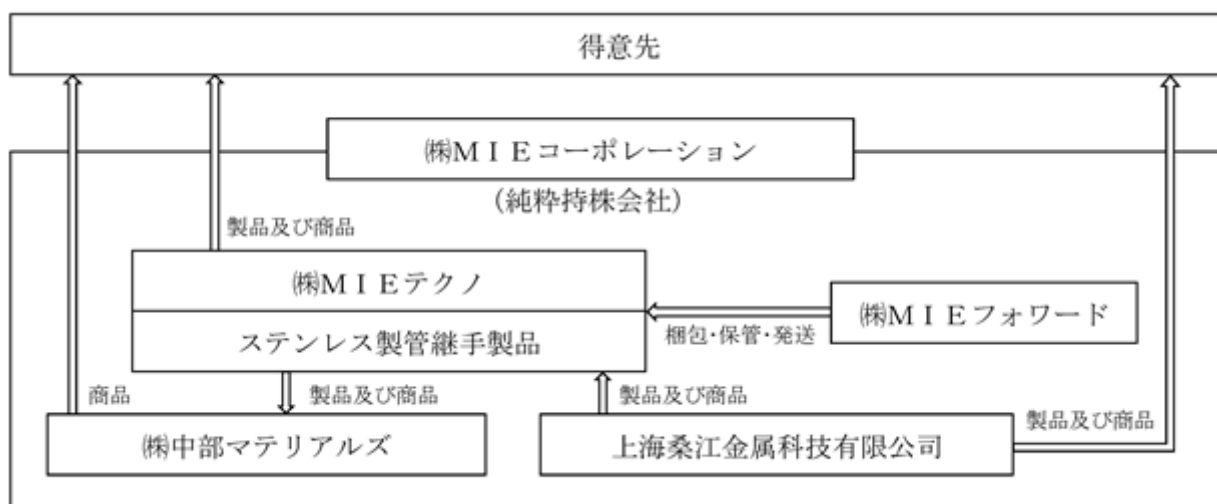 得意先
㈱ＭＩＥコーポレーション
(純粋持株会社)
製品及び商品
㈱ＭＩＥテクノ
ステンレス製管継手製品
㈱ＭＩＥフォワード
梱包･保管･発送
商品
製品及び商品
製品及び商品
製品及び商品
㈱中部マテリアルズ
上海桑江金属科技有限公司